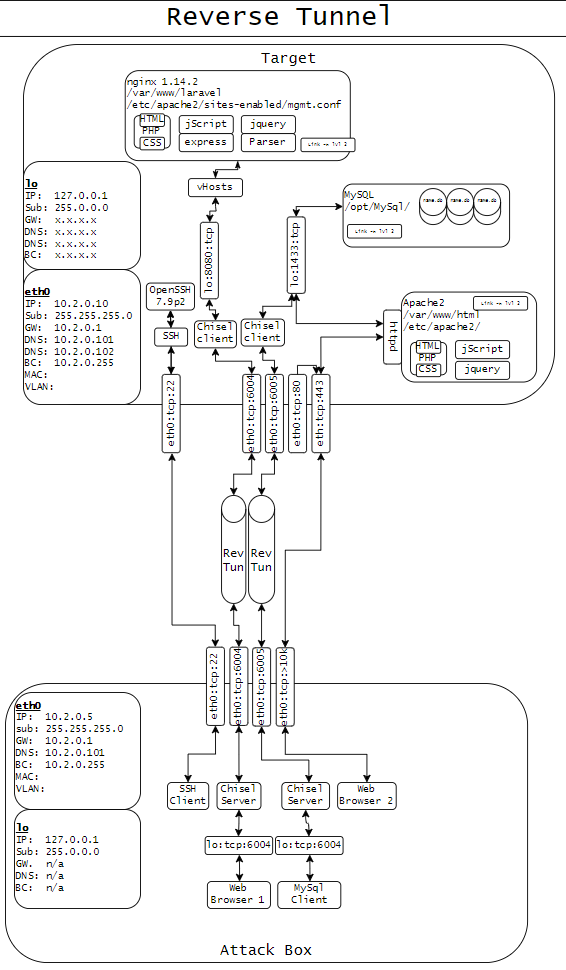 Reverse Tunnel
Target
nginx 1.14.2
/var/www/laravel
/etc/apache2/sites-enabled/mgmt.conf
HTML
PHP
CSS
jScript
jquery
express
Parser
Link -n lvl 2
vHosts
lo:8080:tcp
lo:1433:tcp
MySQL
/opt/MySql/
name.db
name.db
name.db
Link -n lvl 2
lo
IP: 127.0.0.1
Sub: 255.0.0.0
GW: x.x.x.x
DNS: x.x.x.x
DNS: x.x.x.x
BC: x.x.x.x
eth0
IP: 10.2.0.10
Sub: 255.255.255.0
GW: 10.2.0.1
DNS: 10.2.0.101
DNS: 10.2.0.102
BC: 10.2.0.255
MAC:
VLAN:
OpenSSH
7.9p2
SSH
Chisel
client
Chisel
client
httpd
Apache2
/var/www/html
/etc/apache2/
Link -n lvl 2
HTML
PHP
CSS
jScript
jquery
eth0:tcp:22
eth0:tcp:6004
eth0:tcp:6005
eth0:tcp:80
eth:tcp:443
Rev
Tun
Rev
Tun
eth0:tcp:22
eth0:tcp:6004
eth0:tcp:6005
eth0:tcp:>10k
eth0
IP: 10.2.0.5
sub: 255.255.255.0
GW: 10.2.0.1
DNS: 10.2.0.101
BC: 10.2.0.255
MAC:
VLAN:
SSH
Client
Chisel
Server
Chisel
Server
Web
Browser 2
lo
IP: 127.0.0.1
Sub: 255.0.0.0
GW. n/a
DNS: n/a
BC: n/a
lo:tcp:6004
lo:tcp:6004
Web
Browser 1
MySql
Client
Attack Box